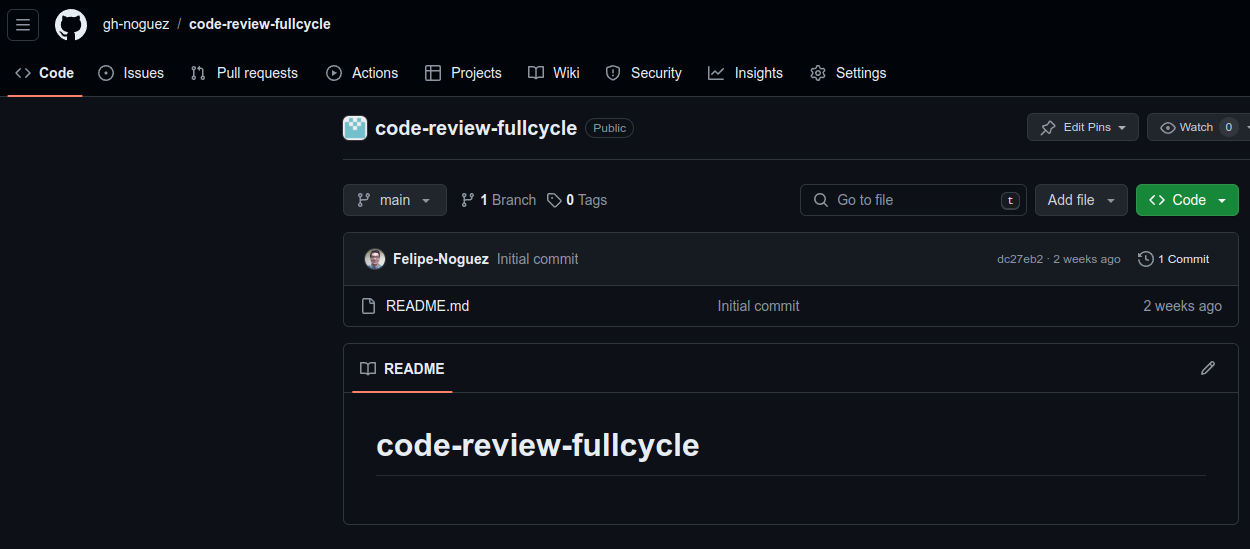 gh-noguez / code-review-fullcycle
Code Issues Pull requests Actions Projects Wiki Security Insights Settings
code-review-fullcycle Public Edit Pins Watch 0
main 1 Branch 0 Tags Go to file t Add file Code
Felipe-Noguez Initial commit dc27eb2 · 2 weeks ago 1 Commit
README.md Initial commit 2 weeks ago
README
code-review-fullcycle